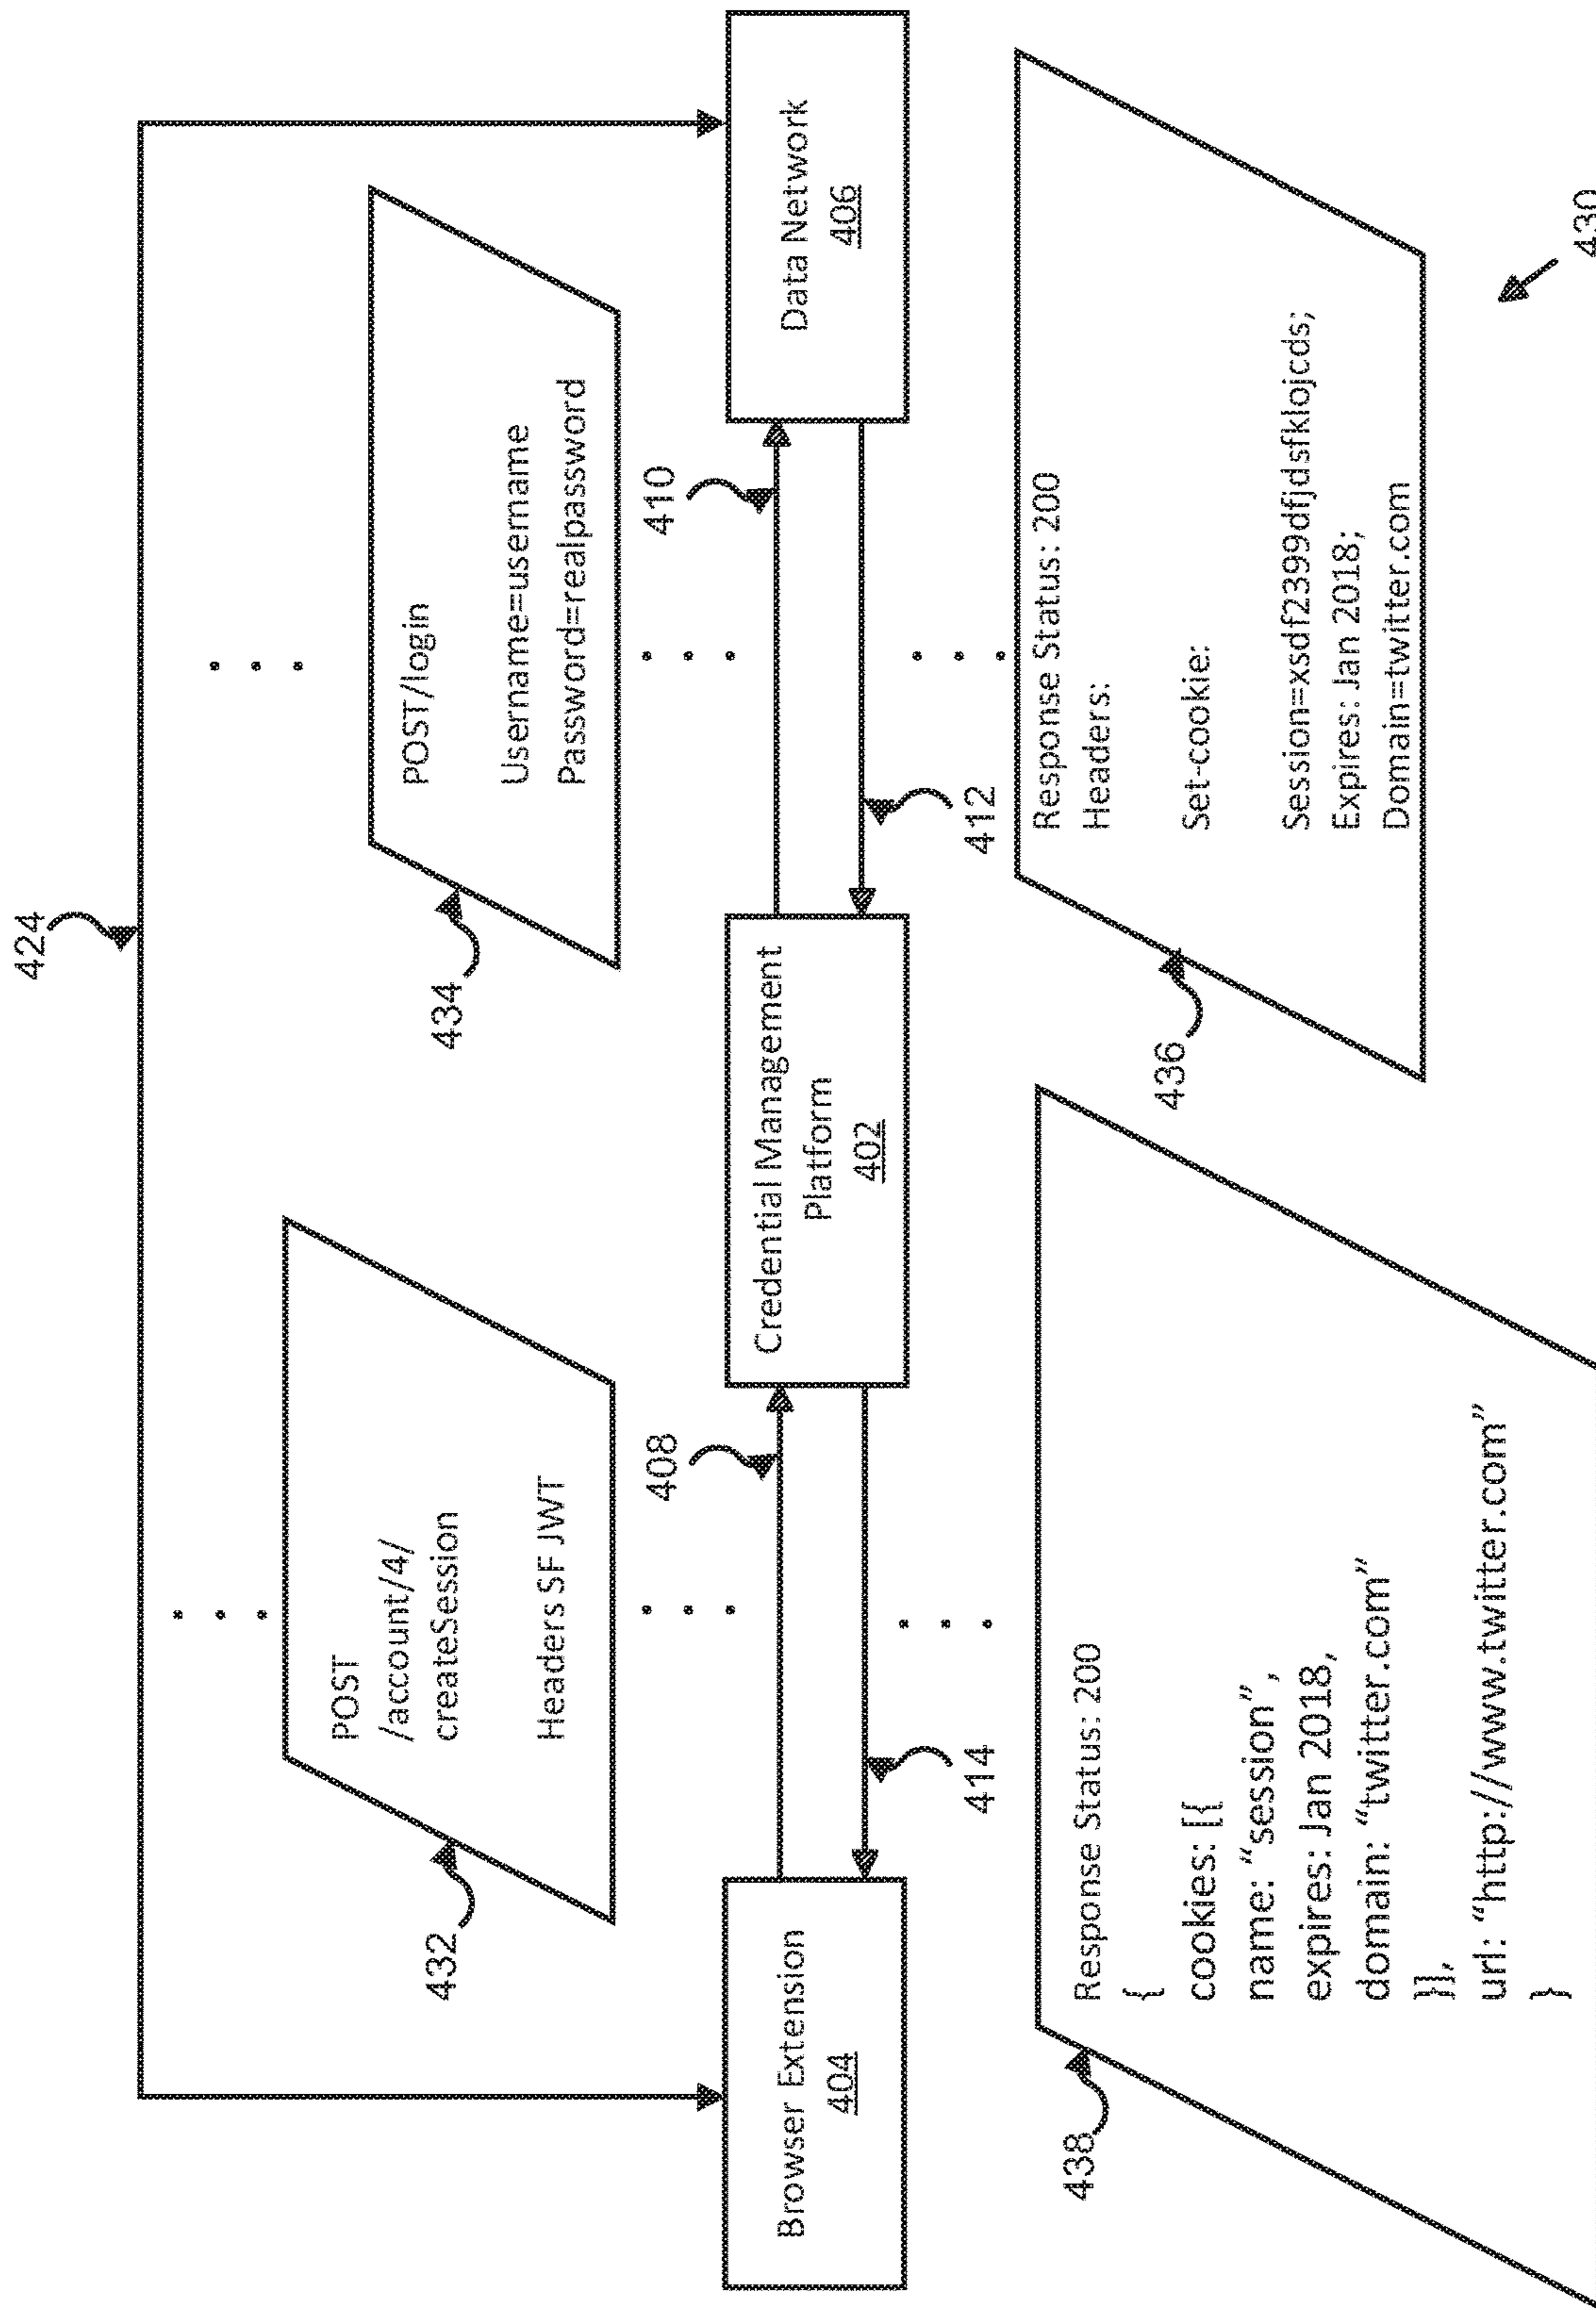 424
POST
/account/4/
createSession
Headers SF JWT
432
POST/login
Username=username
Password=realpassword
434
408
410
Browser Extension
404
Credential Management
Platform
402
Data Network
406
414
412
Response Status: 200
{
cookies: [{
name: “session”,
expires: Jan 2018,
domain: “twitter.com”
}],
url: “http://www.twitter.com”
}
438
Response Status: 200
Headers:
Set-cookie:
Session=xsdf2399dfjdsfklojcds;
Expires: Jan 2018;
Domain=twitter.com
436
430